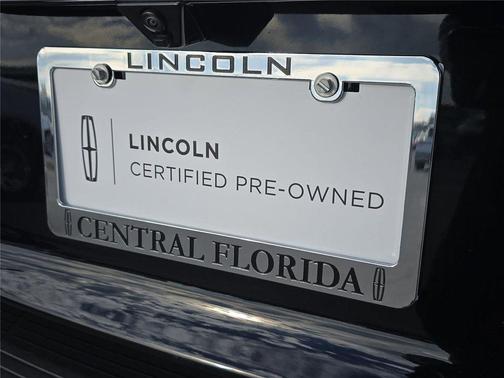 LINCOLN
LINCOLN
CERTIFIED PRE-OWNED
CENTRAL FLORIDA